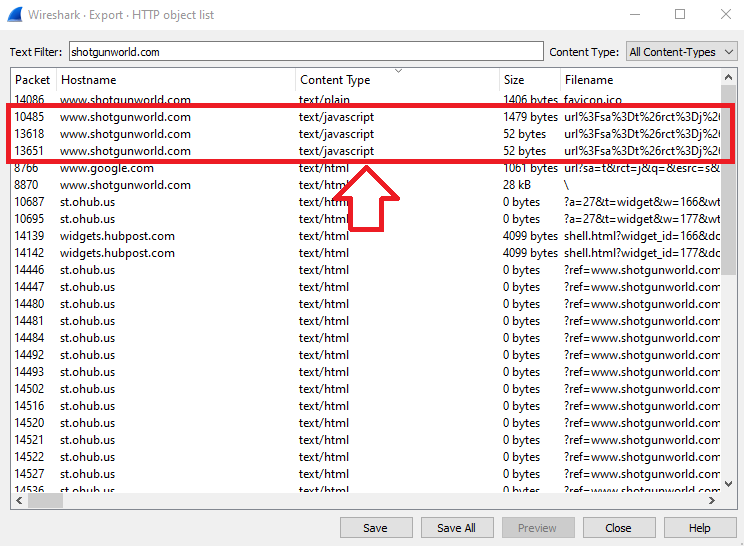 Wireshark · Export · HTTP object list
Text Filter: shotgunworld.com Content Type: All Content-Types
Packet Hostname Content Type Size Filename
14086 www.shotgunworld.com text/plain 1406 bytes favicon.ico
10485 www.shotgunworld.com text/javascript 1479 bytes url%3Fsa%3Dt%26rct%3Dj%26
13618 www.shotgunworld.com text/javascript 52 bytes url%3Fsa%3Dt%26rct%3Dj%26
13651 www.shotgunworld.com text/javascript 52 bytes url%3Fsa%3Dt%26rct%3Dj%26
8766 www.google.com text/html 1061 bytes url?sa=t&rct=j&q=&esrc=s&
8870 www.shotgunworld.com text/html 28 kB \
10687 st.ohub.us text/html 0 bytes ?a=27&t=widget&w=166&wt
10695 st.ohub.us text/html 0 bytes ?a=27&t=widget&w=177&wt
14139 widgets.hubpost.com text/html 4099 bytes shell.html?widget_id=166&dc
14142 widgets.hubpost.com text/html 4099 bytes shell.html?widget_id=177&dc
14446 st.ohub.us text/html 0 bytes ?ref=www.shotgunworld.com
14447 st.ohub.us text/html 0 bytes ?ref=www.shotgunworld.com
14480 st.ohub.us text/html 0 bytes ?ref=www.shotgunworld.com
14481 st.ohub.us text/html 0 bytes ?ref=www.shotgunworld.com
14484 st.ohub.us text/html 0 bytes ?ref=www.shotgunworld.com
14492 st.ohub.us text/html 0 bytes ?ref=www.shotgunworld.com
14493 st.ohub.us text/html 0 bytes ?ref=www.shotgunworld.com
14502 st.ohub.us text/html 0 bytes ?ref=www.shotgunworld.com
14516 st.ohub.us text/html 0 bytes ?ref=www.shotgunworld.com
14520 st.ohub.us text/html 0 bytes ?ref=www.shotgunworld.com
14521 st.ohub.us text/html 0 bytes ?ref=www.shotgunworld.com
14522 st.ohub.us text/html 0 bytes ?ref=www.shotgunworld.com
14527 st.ohub.us text/html 0 bytes ?ref=www.shotgunworld.com
14536 st.ohub.us text/html 0 bytes ?ref=www.shotgunworld.com
Save Save All Preview Close Help